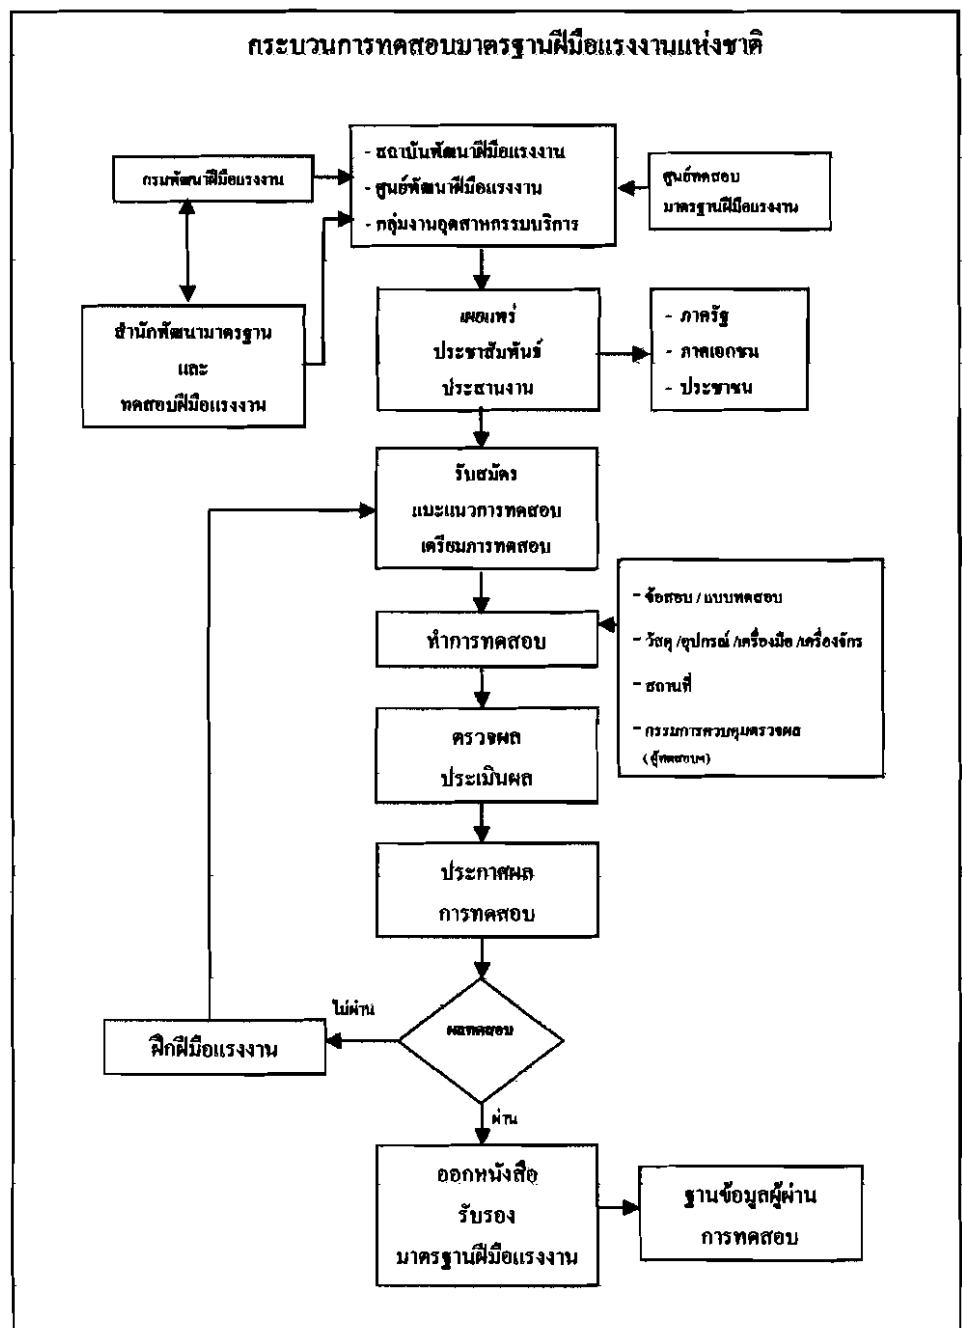 กระบวนการทดสอบมาตรฐานฝีมือแรงงานแห่งชาติ
กรมพัฒนาฝีมือแรงงาน
- สถาบันพัฒนาฝีมือแรงงาน
- ศูนย์พัฒนาฝีมือแรงงาน
- กลุ่มงานอุตสาหกรรมบริการ
ศูนย์ทดสอบ
มาตรฐานฝีมือแรงงาน
สำนักพัฒนามาตรฐาน
และ
ทดสอบฝีมือแรงงาน
เผยแพร่
ประชาสัมพันธ์
ประสานงาน
- ภาครัฐ
- ภาคเอกชน
- ประชาชน
รับสมัคร
แนะแนวการทดสอบ
เตรียมการทดสอบ
ทำการทดสอบ
- ข้อสอบ / แบบทดสอบ
- วัสดุ /อุปกรณ์ /เครื่องมือ /เครื่องจักร
- สถานที่
- กรรมการควบคุมตรวจผล
( ผู้ทดสอบฯ)
ตรวจผล
ประเมินผล
ประกาศผล
การทดสอบ
ผลทดสอบ
ไม่ผ่าน
ฝึกฝีมือแรงงาน
ผ่าน
ออกหนังสือ
รับรอง
มาตรฐานฝีมือแรงงาน
ฐานข้อมูลผู้ผ่าน
การทดสอบ